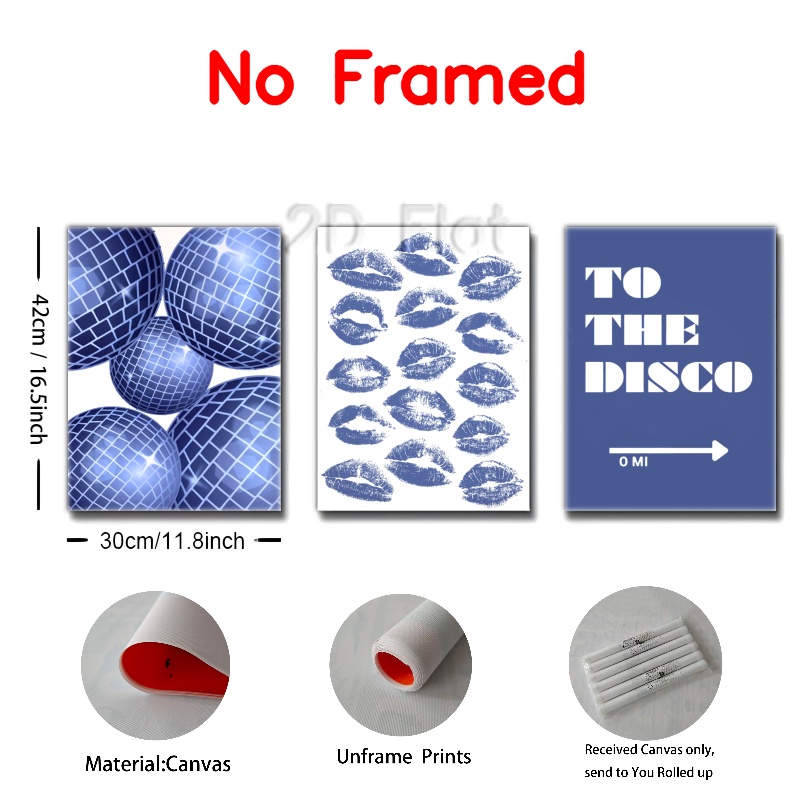 No Framed
2D Flat
42cm / 16.5inch
TO
THE
DISCO
0 MI
30cm/11.8inch
Material:Canvas
Unframe Prints
Received Canvas only,
send to You Rolled up